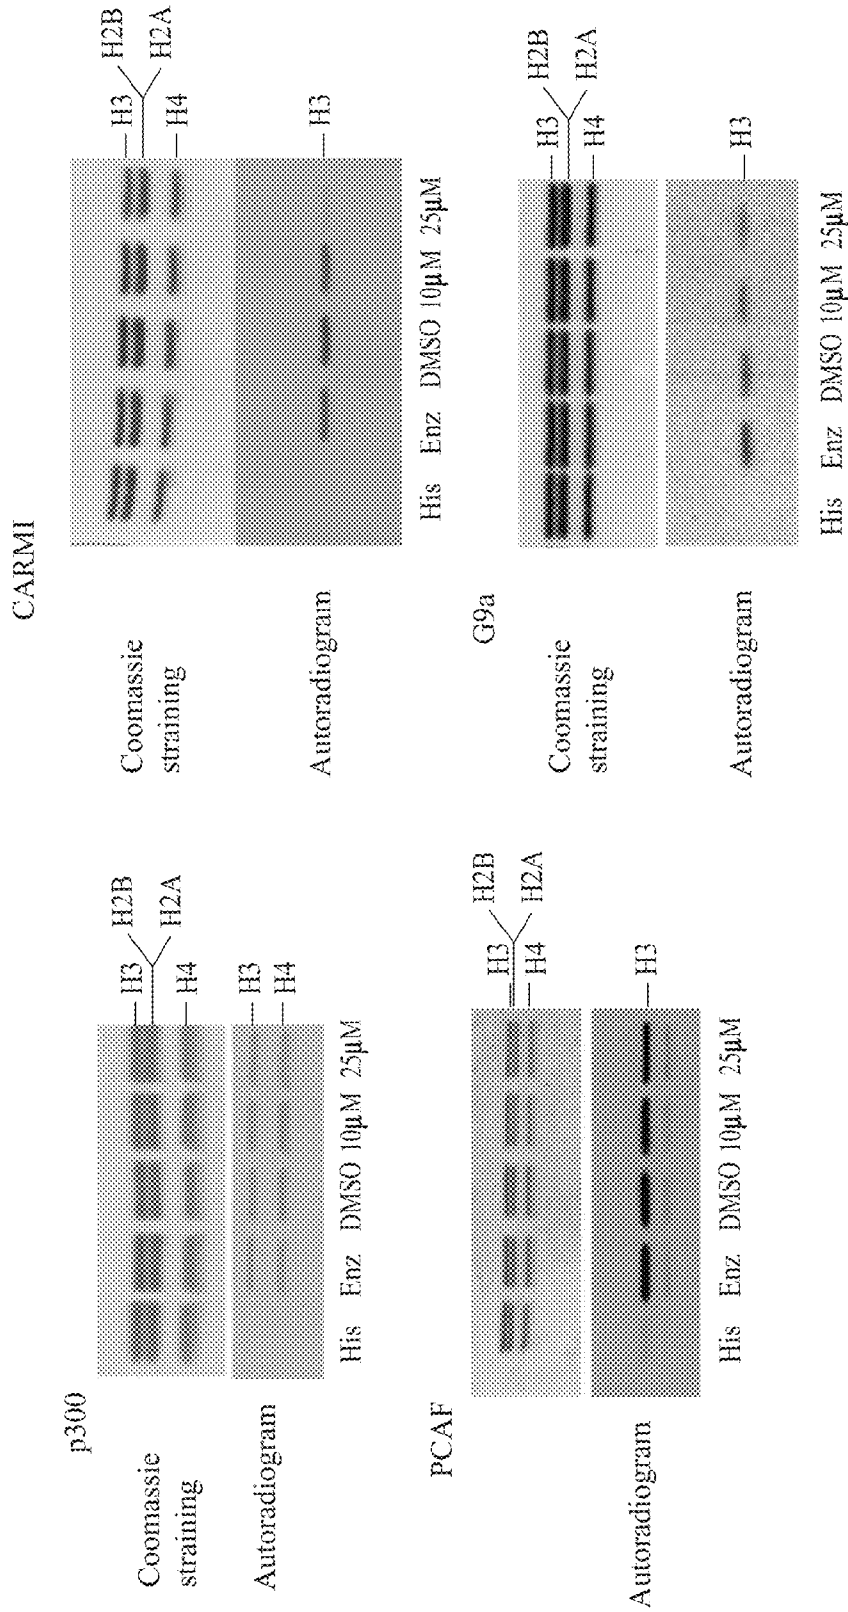 p300
Coomassie
straining
H3
H2B
H2A
H4
Autoradiogram
H3
H4
His Enz DMSO 10µM 25µM
CARMI
Coomassie
straining
H3
H2B
H2A
H4
Autoradiogram
H3
His Enz DMSO 10µM 25µM
PCAF
H3
H2B
H2A
H4
Autoradiogram
H3
His Enz DMSO 10µM 25µM
G9a
Coomassie
straining
H3
H2B
H2A
H4
Autoradiogram
H3
His Enz DMSO 10µM 25µM